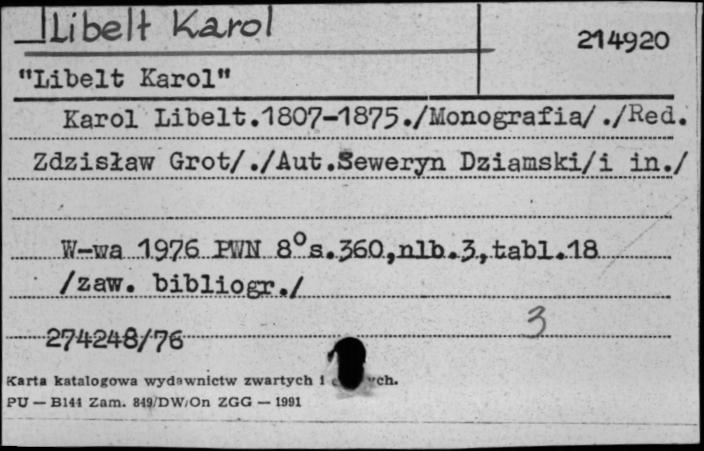 Libelt Karol
214920
"Libelt Karol"
Karol Libelt.1807-1875./Monografia/./Red.
Zdzisław Grot/./Aut.Seweryn Dziamski/i in./
W-wa 1976 PWN 8° s.360,nlb.3,tabl.18
/zaw. bibliogr./
3
274248/76
Karta katalogowa wydawnictw zwartych i
PU — B144 Zam. 849/DW/On ZGG — 1991